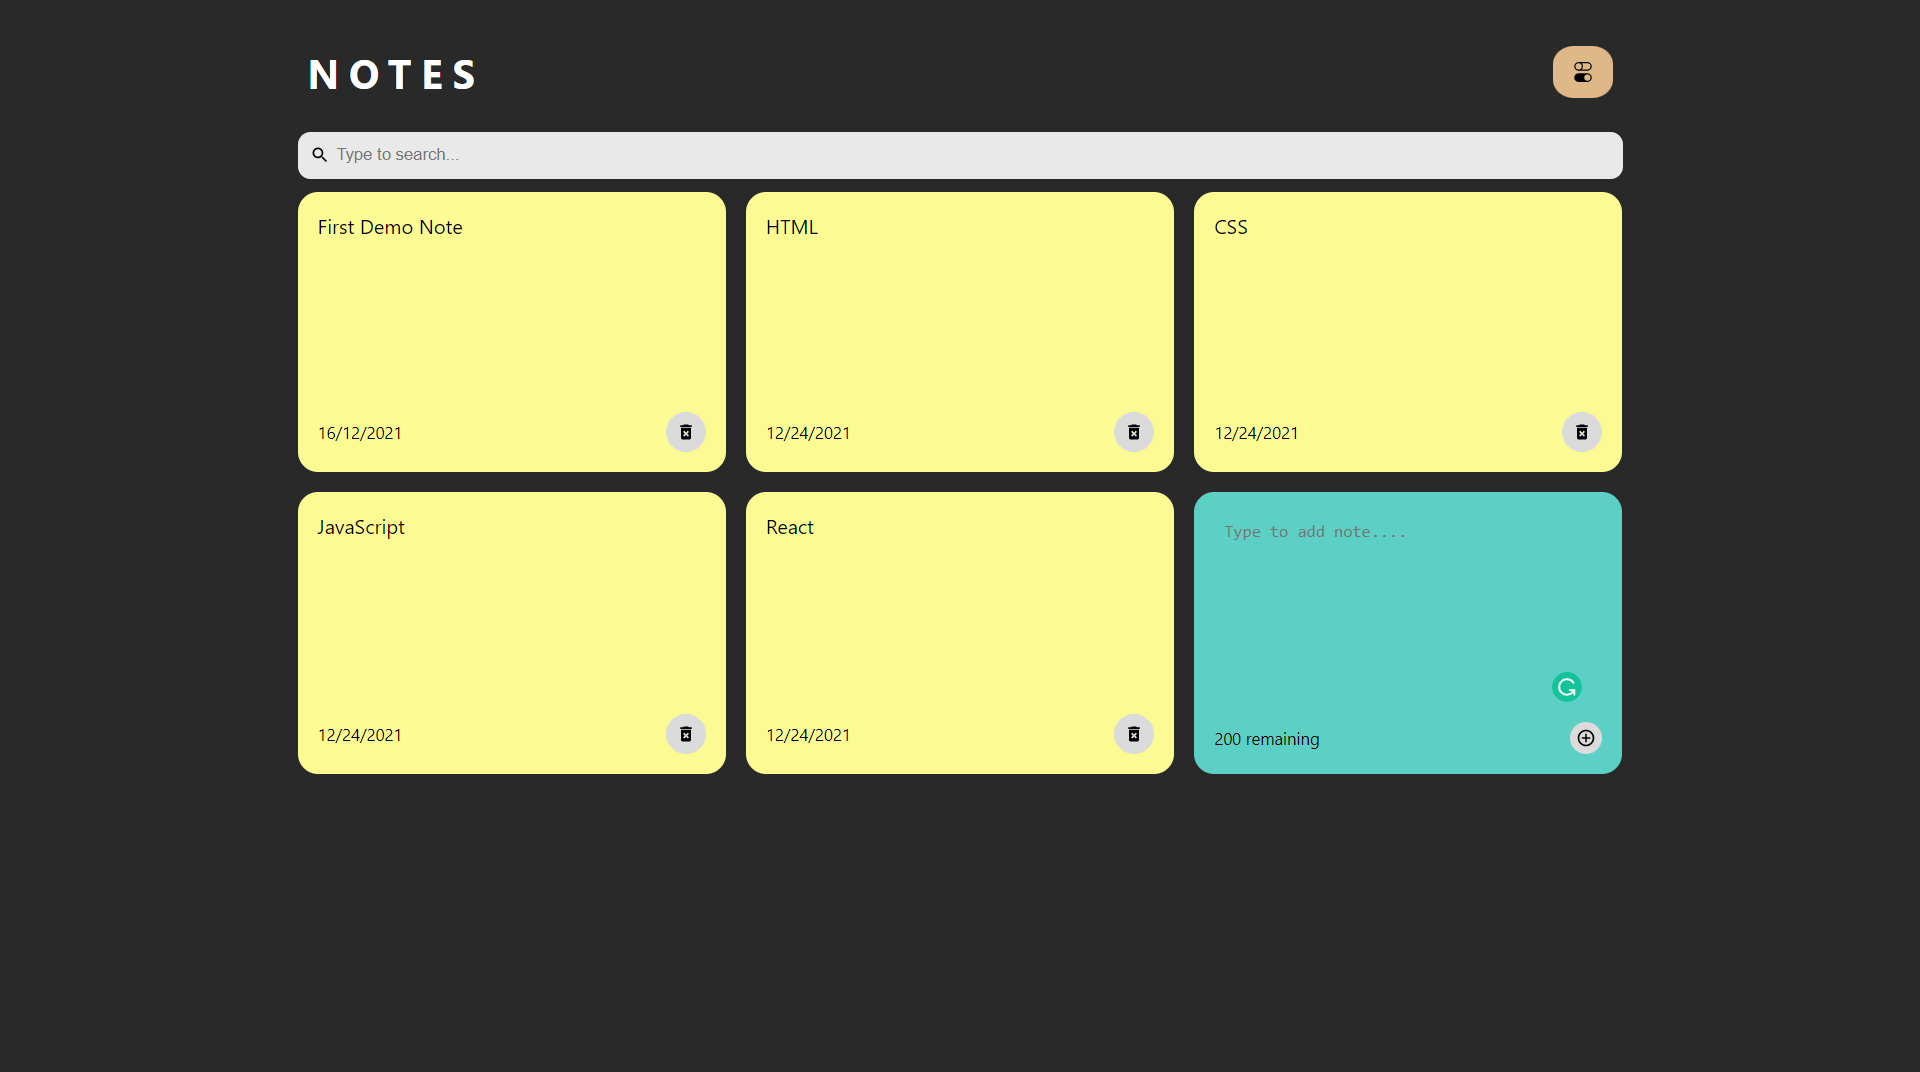 NOTES
Type to search...
First Demo Note
HTML
CSS
16/12/2021
12/24/2021
12/24/2021
JavaScript
React
Type to add note....
12/24/2021
12/24/2021
200 remaining